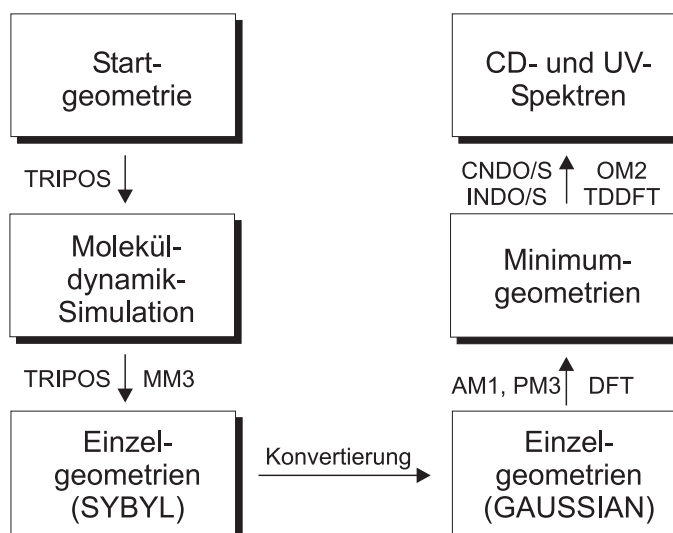 Start-
geometrie
TRIPOS
Molekül-
dynamik-
Simulation
TRIPOS MM3
Einzel-
geometrien
(SYBYL)
Konvertierung
Einzel-
geometrien
(GAUSSIAN)
AM1, PM3 DFT
Minimum-
geometrien
CNDO/S OM2
INDO/S TDDFT
CD- und UV-
Spektren